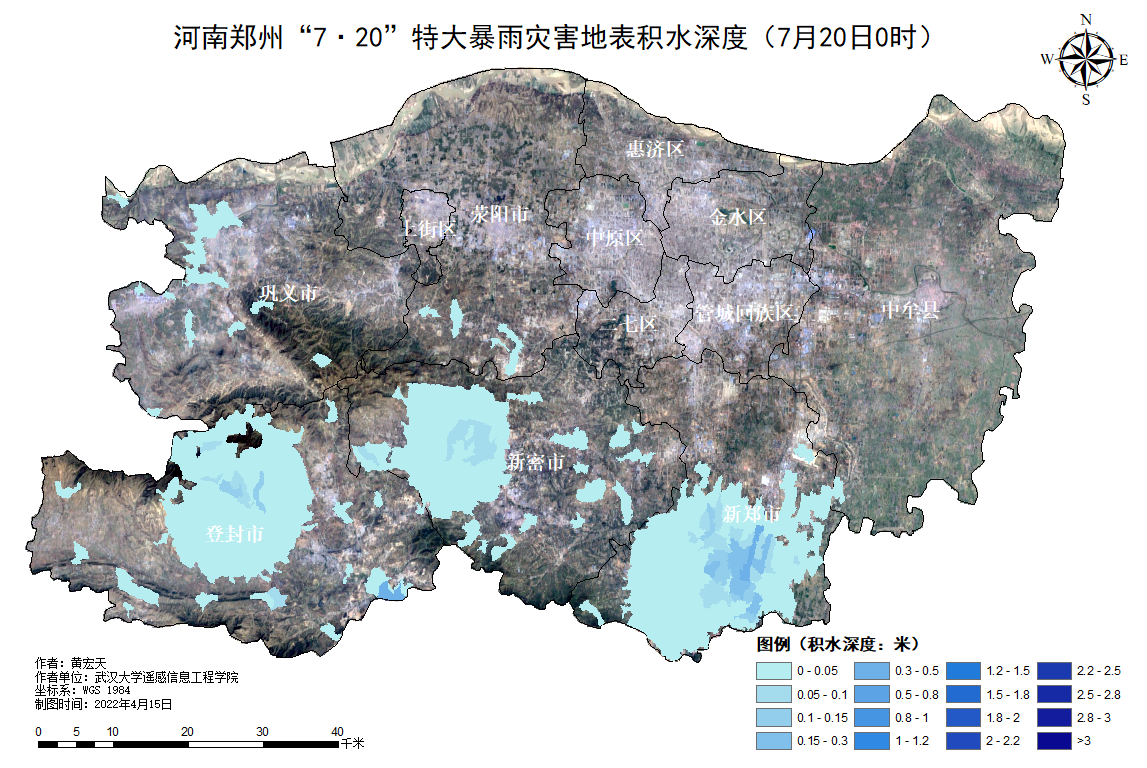 河南郑州“7·20”特大暴雨灾害地表积水深度（7月20日0时）
N
W E
S
惠济区
荥阳市
上街区
金水区
中原区
巩义市
中牟县
管城回族区
二七区
新密市
新郑市
登封市
图例（积水深度：米）
0 - 0.05
0.05 - 0.1
0.1 - 0.15
0.15 - 0.3
0.3 - 0.5
0.5 - 0.8
0.8 - 1
1 - 1.2
1.2 - 1.5
1.5 - 1.8
1.8 - 2
2 - 2.2
2.2 - 2.5
2.5 - 2.8
2.8 - 3
>3
作者：黄宏天
作者单位：武汉大学遥感信息工程学院
坐标系：WGS 1984
制图时间：2022年4月15日
0 5 10 20 30 40
千米